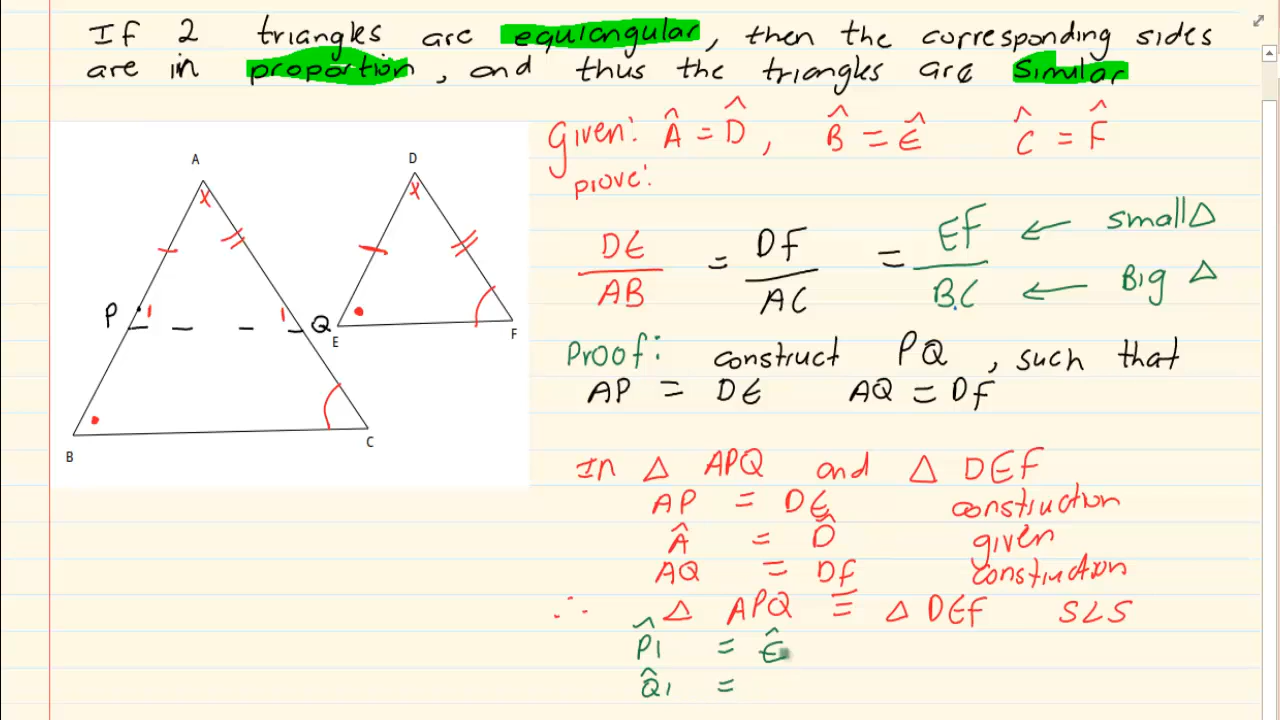 If 2 triangles are equiangular, then the corresponding sides
are in proportion, and thus the triangles are similar
Given: Â = D̂, B̂ = Ê Ĉ = F̂
prove:
DE/AB = DF/AC = EF/BC ← small Δ
← Big Δ
A
D
P 1 1 Q
E
F
B
C
Proof: construct PQ, such that
AP = DE AQ = DF
In Δ APQ and Δ DEF
AP = DE construction
Â = D̂ given
AQ = DF construction
∴ Δ APQ ≡ Δ DEF S∠S
P̂1 = Ê
Q̂1 =